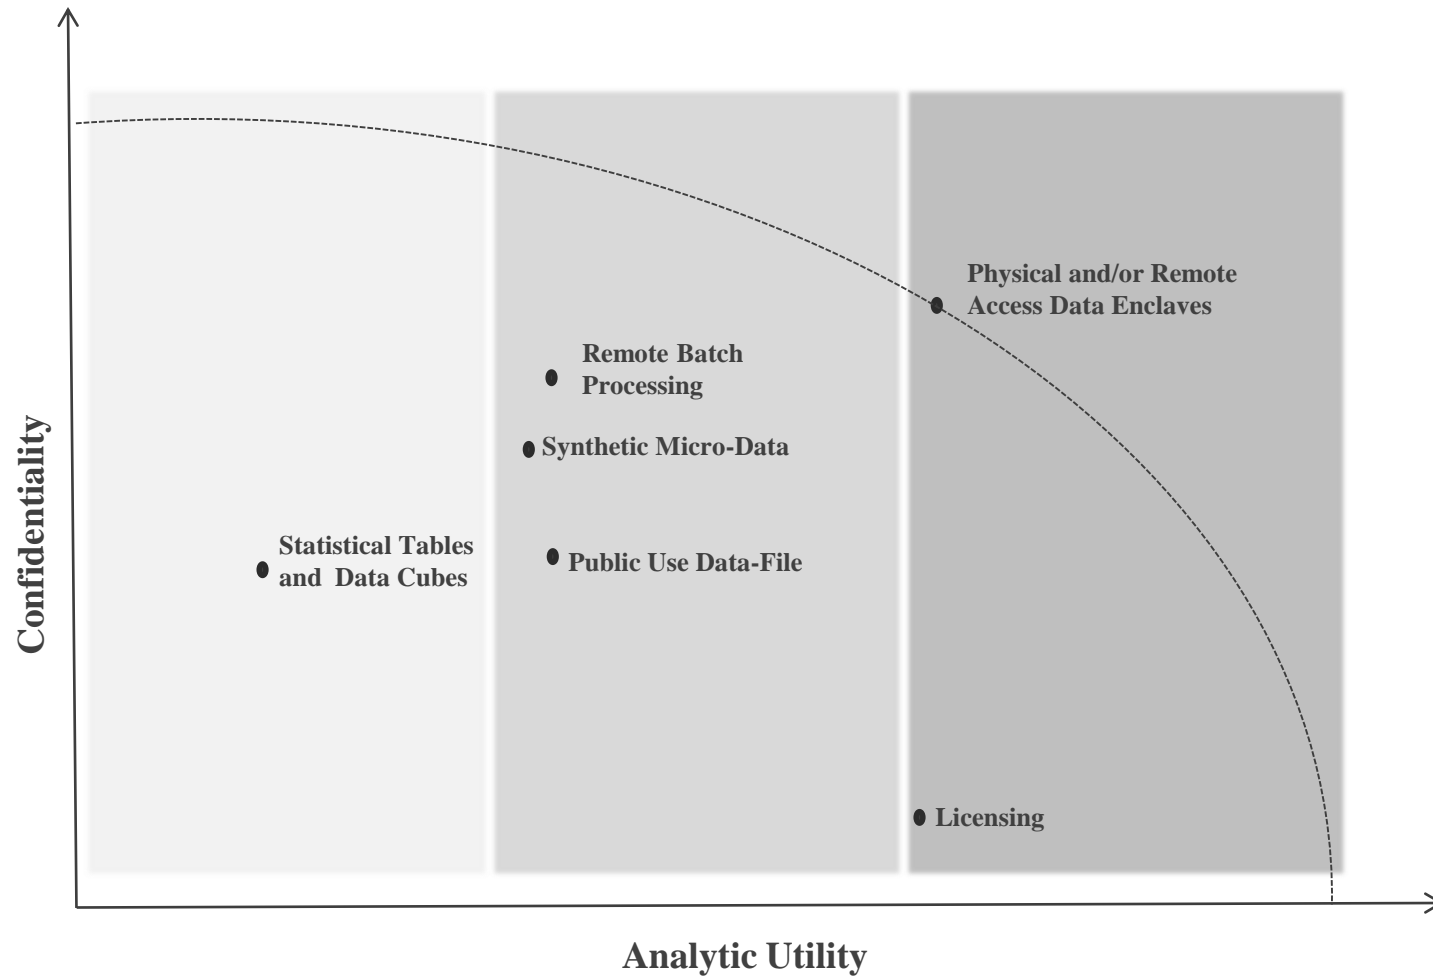 Physical and/or Remote
Access Data Enclaves
Remote Batch
Processing
Synthetic Micro-Data
Statistical Tables
and Data Cubes
Public Use Data-File
Licensing
Confidentiality
Analytic Utility